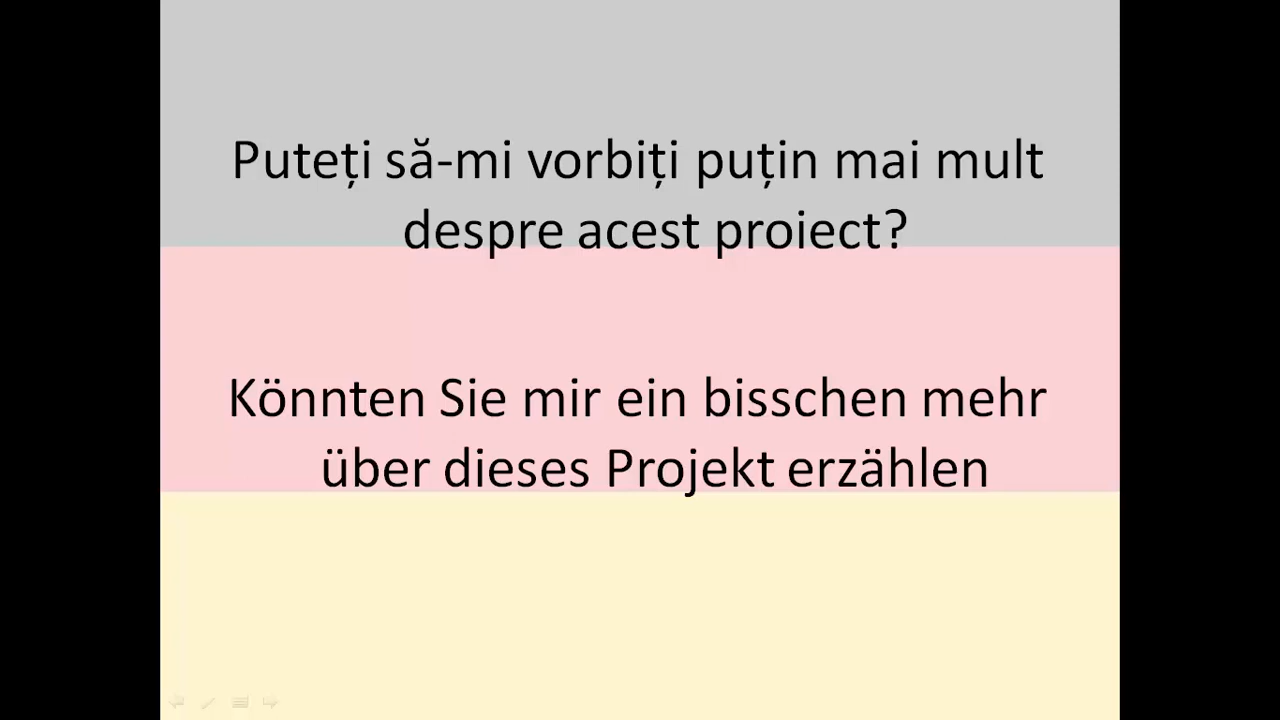 Puteți să-mi vorbiți puțin mai mult
despre acest proiect?
Könnten Sie mir ein bisschen mehr
über dieses Projekt erzählen